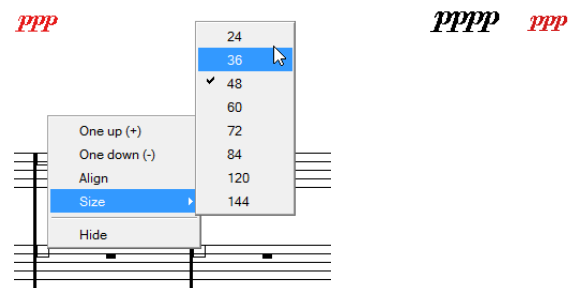 ppp
pppp ppp
24
36
48
60
72
84
120
144
One up (+)
One down (-)
Align
Size
Hide